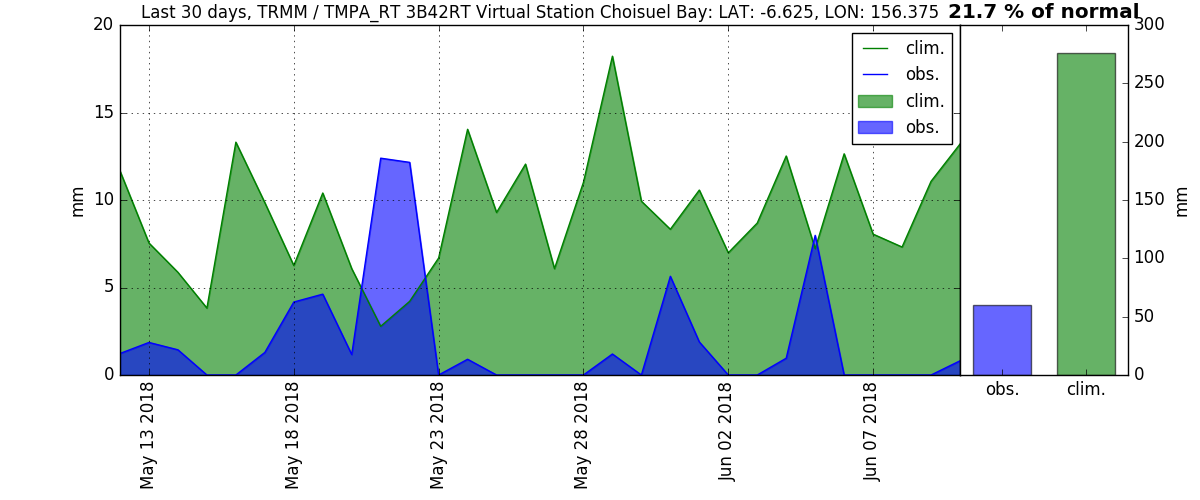 Last 30 days, TRMM / TMPA_RT 3B42RT Virtual Station Choisuel Bay: LAT: -6.625, LON: 156.375
21.7 % of normal
20
15
10
5
0
mm
clim.
obs.
clim.
obs.
300
250
200
150
100
50
0
mm
May 13 2018
May 18 2018
May 23 2018
May 28 2018
Jun 02 2018
Jun 07 2018
obs.
clim.